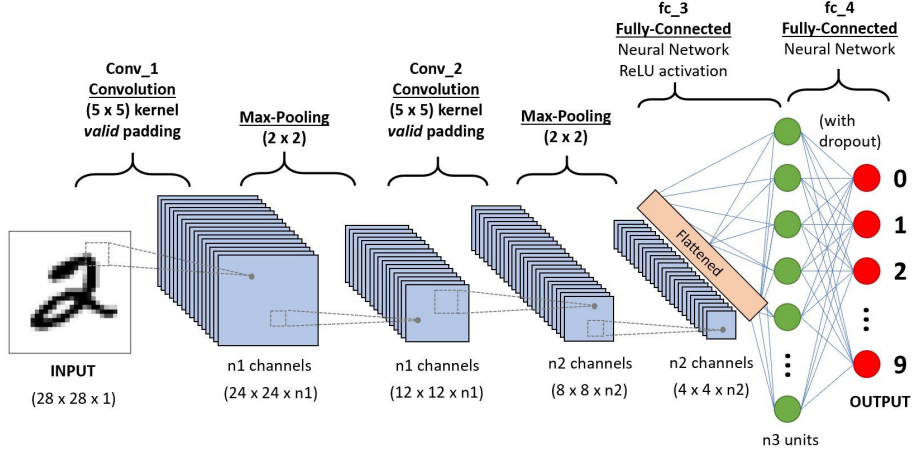 fc_3
Fully-Connected
Neural Network
ReLU activation
fc_4
Fully-Connected
Neural Network
Conv_1
Convolution
(5 x 5) kernel
valid padding
Max-Pooling
(2 x 2)
Conv_2
Convolution
(5 x 5) kernel
valid padding
Max-Pooling
(2 x 2)
(with
dropout)
Flattened
0
1
2
9
2
INPUT
(28 x 28 x 1)
n1 channels
(24 x 24 x n1)
n1 channels
(12 x 12 x n1)
n2 channels
(8 x 8 x n2)
n2 channels
(4 x 4 x n2)
OUTPUT
n3 units